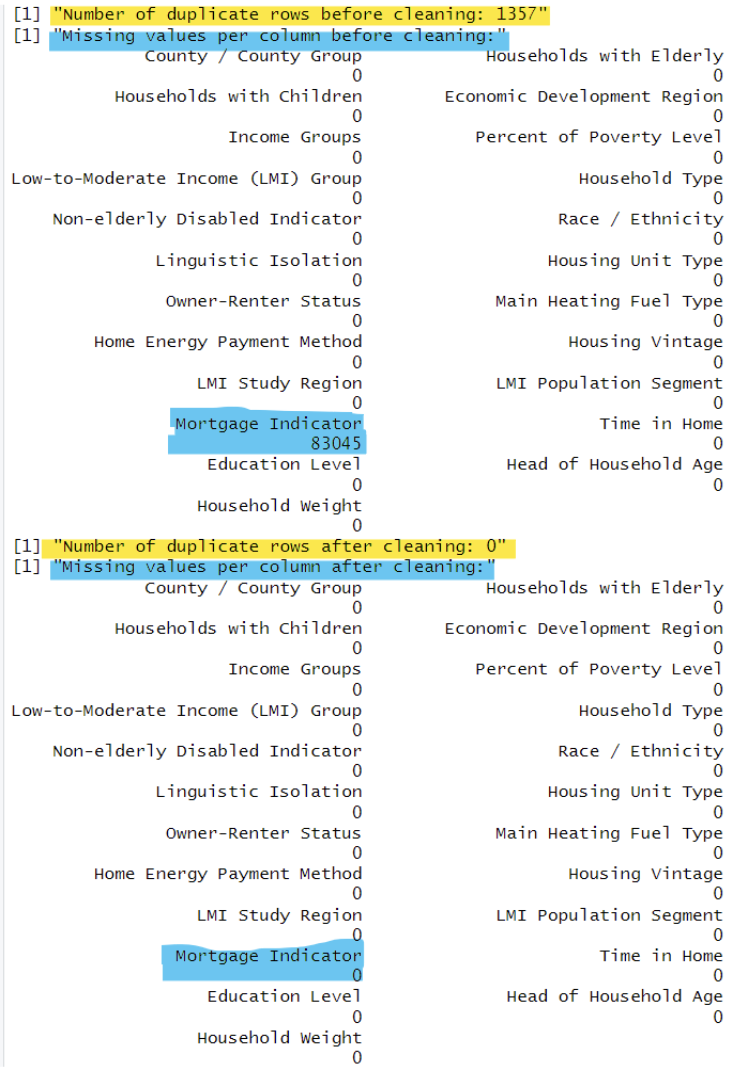 [1] "Number of duplicate rows before cleaning: 1357"
[1] "Missing values per column before cleaning:"
County / County Group Households with Elderly
0 0
Households with Children Economic Development Region
0 0
Income Groups Percent of Poverty Level
0 0
Low-to-Moderate Income (LMI) Group Household Type
0 0
Non-elderly Disabled Indicator Race / Ethnicity
0 0
Linguistic Isolation Housing Unit Type
0 0
Owner-Renter Status Main Heating Fuel Type
0 0
Home Energy Payment Method Housing Vintage
0 0
LMI Study Region LMI Population Segment
0 0
Mortgage Indicator Time in Home
83045 0
Education Level Head of Household Age
0 0
Household Weight
0
[1] "Number of duplicate rows after cleaning: 0"
[1] "Missing values per column after cleaning:"
County / County Group Households with Elderly
0 0
Households with Children Economic Development Region
0 0
Income Groups Percent of Poverty Level
0 0
Low-to-Moderate Income (LMI) Group Household Type
0 0
Non-elderly Disabled Indicator Race / Ethnicity
0 0
Linguistic Isolation Housing Unit Type
0 0
Owner-Renter Status Main Heating Fuel Type
0 0
Home Energy Payment Method Housing Vintage
0 0
LMI Study Region LMI Population Segment
0 0
Mortgage Indicator Time in Home
0 0
Education Level Head of Household Age
0 0
Household Weight
0